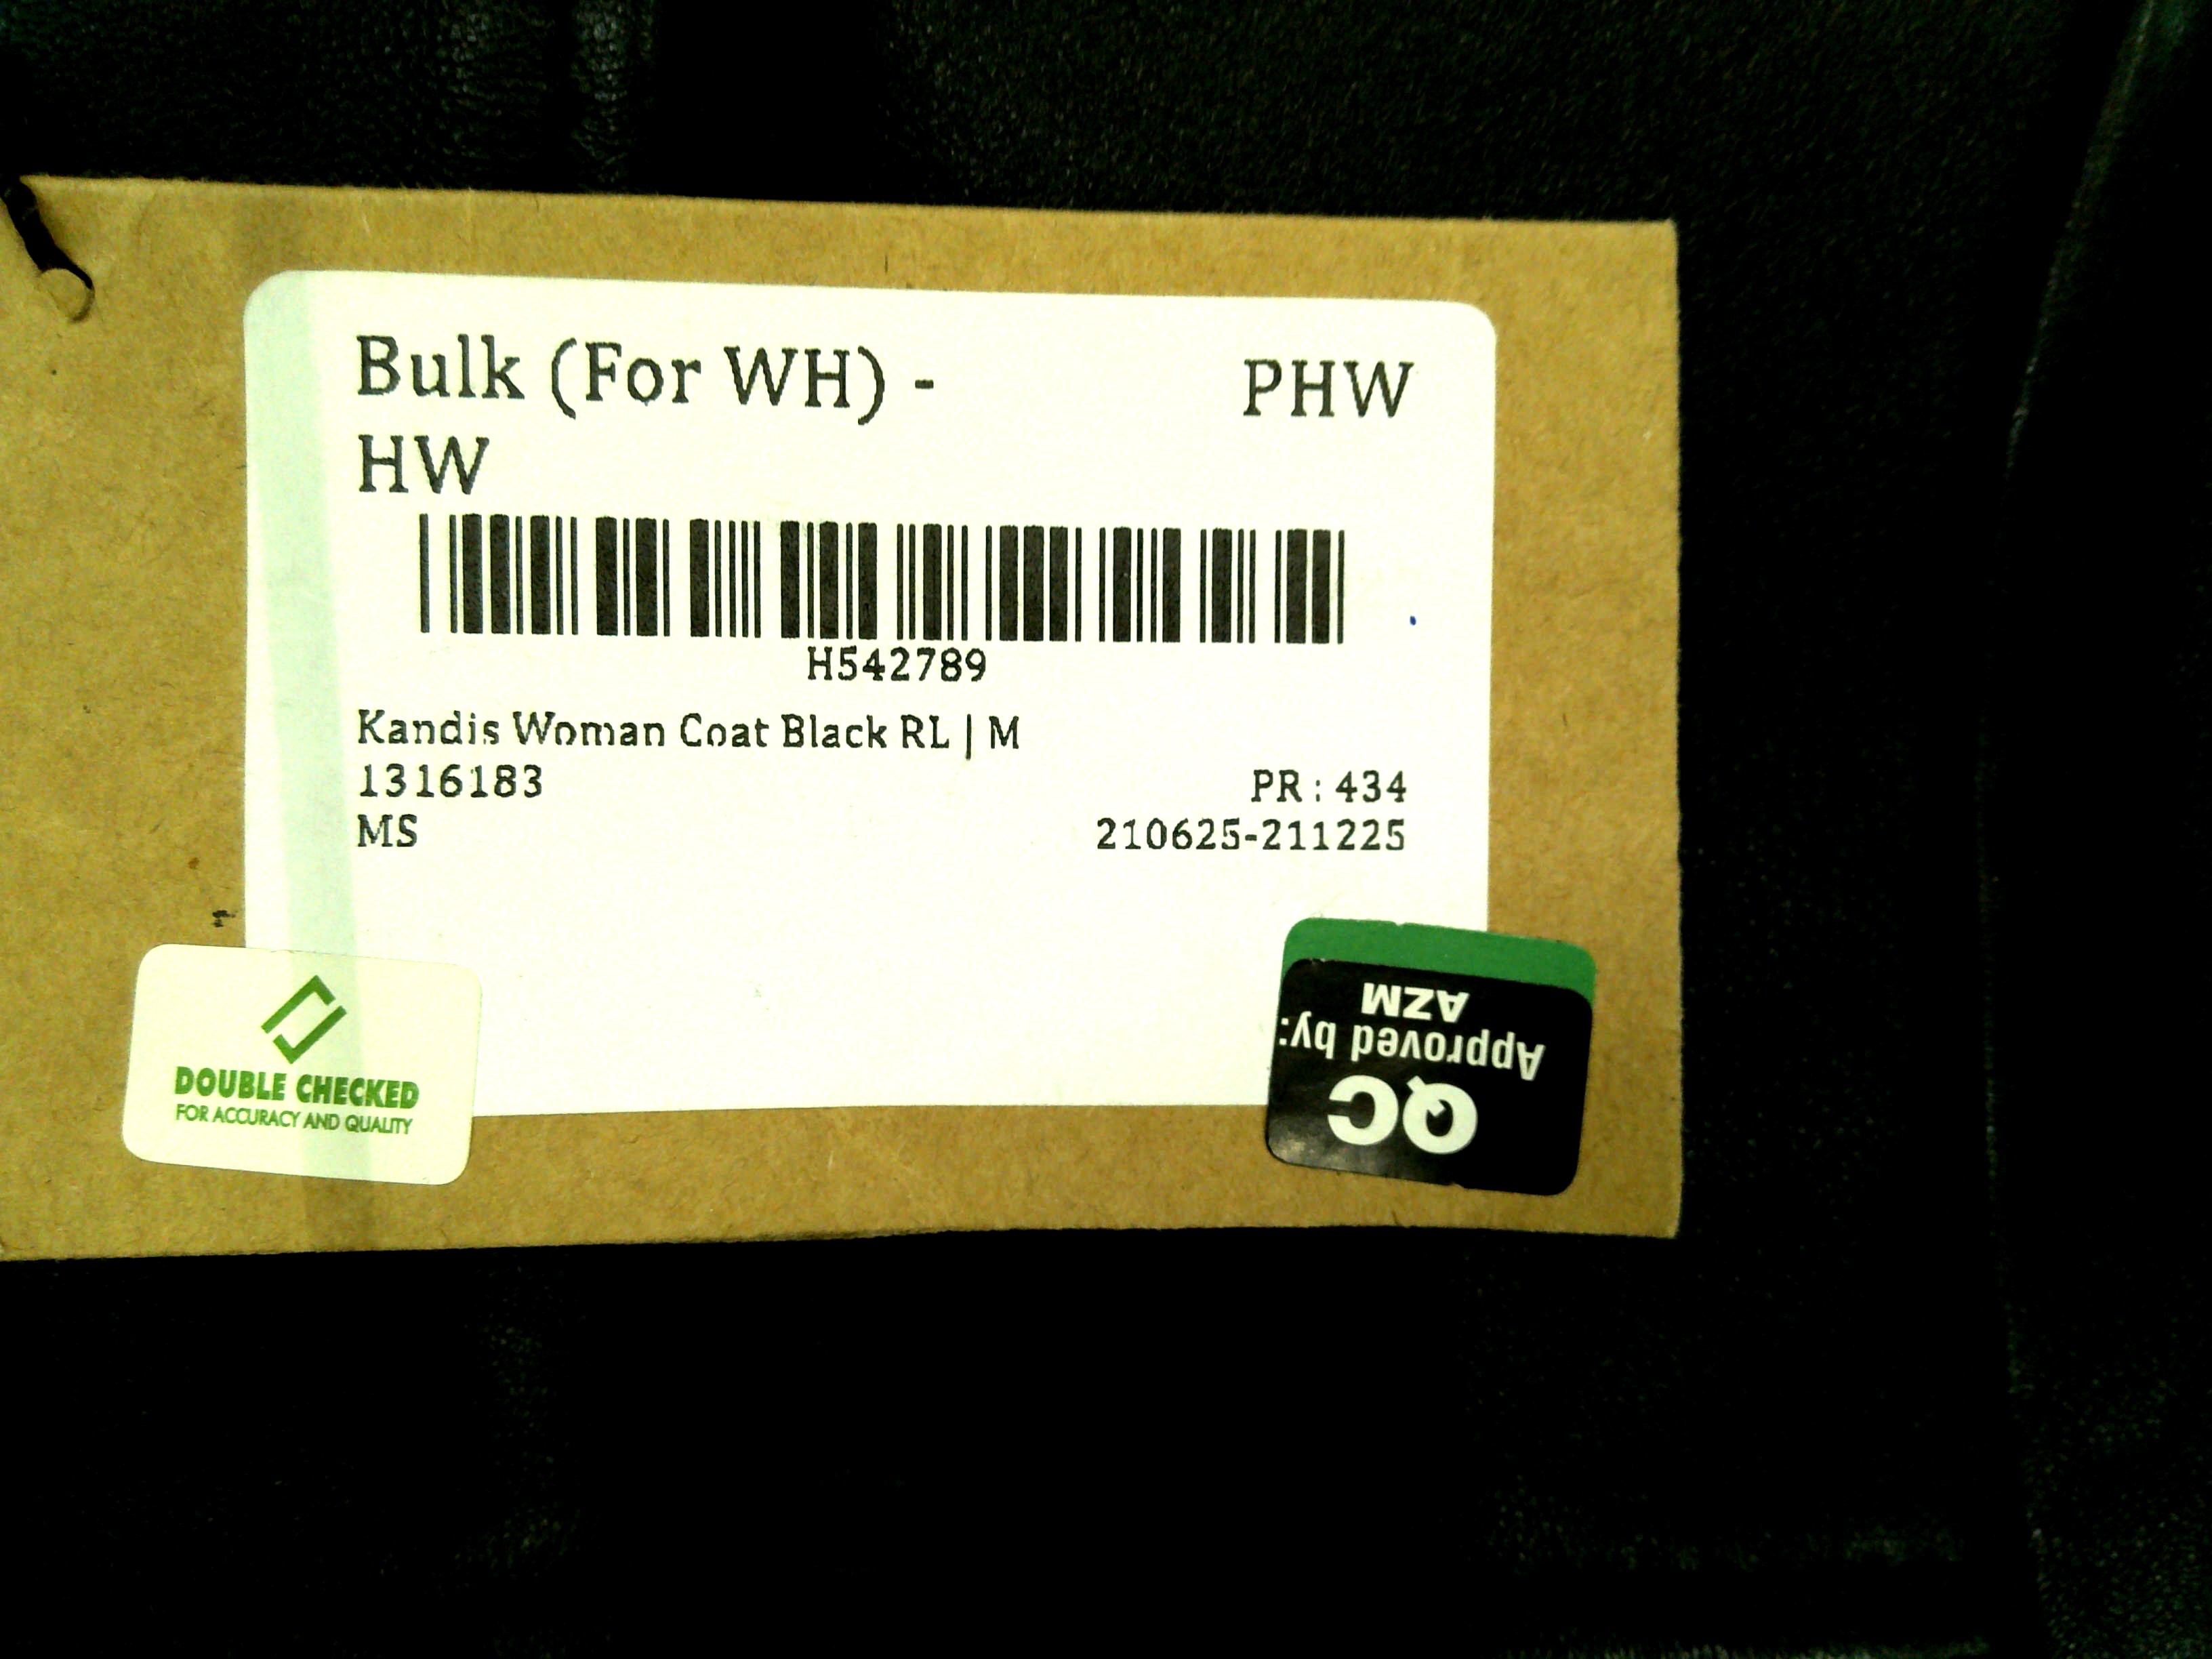 Bulk (For WH) - PHW
HW
H542789
Kandis Woman Coat Black RL | M
1316183 PR : 434
MS 210625-211225
DOUBLE CHECKED
FOR ACCURACY AND QUALITY
QC
Approved by:
AZM